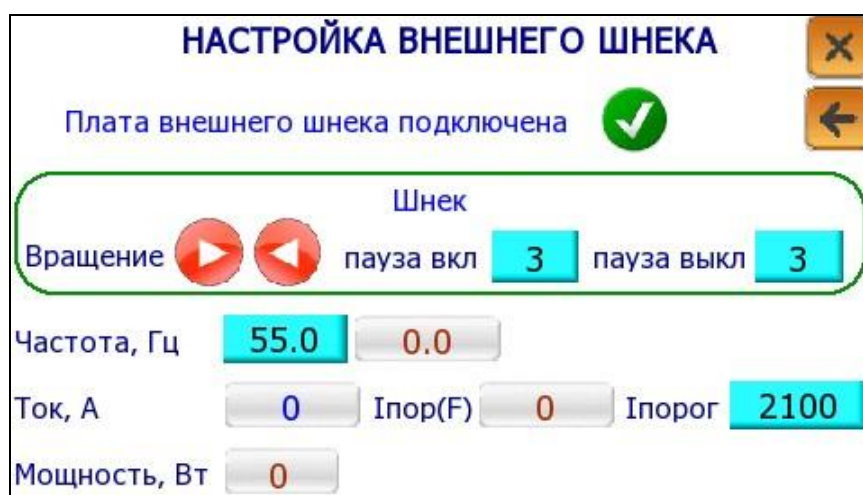 НАСТРОЙКА ВНЕШНЕГО ШНЕКА
Плата внешнего шнека подключена
Шнек
Вращение пауза вкл 3 пауза выкл 3
Частота, Гц 55.0 0.0
Ток, А 0 Iпор(F) 0 Iпорог 2100
Мощность, Вт 0